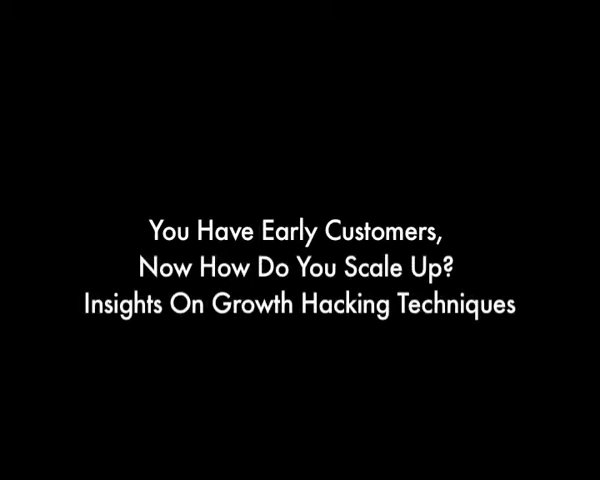 You Have Early Customers,
Now How Do You Scale Up?
Insights On Growth Hacking Techniques